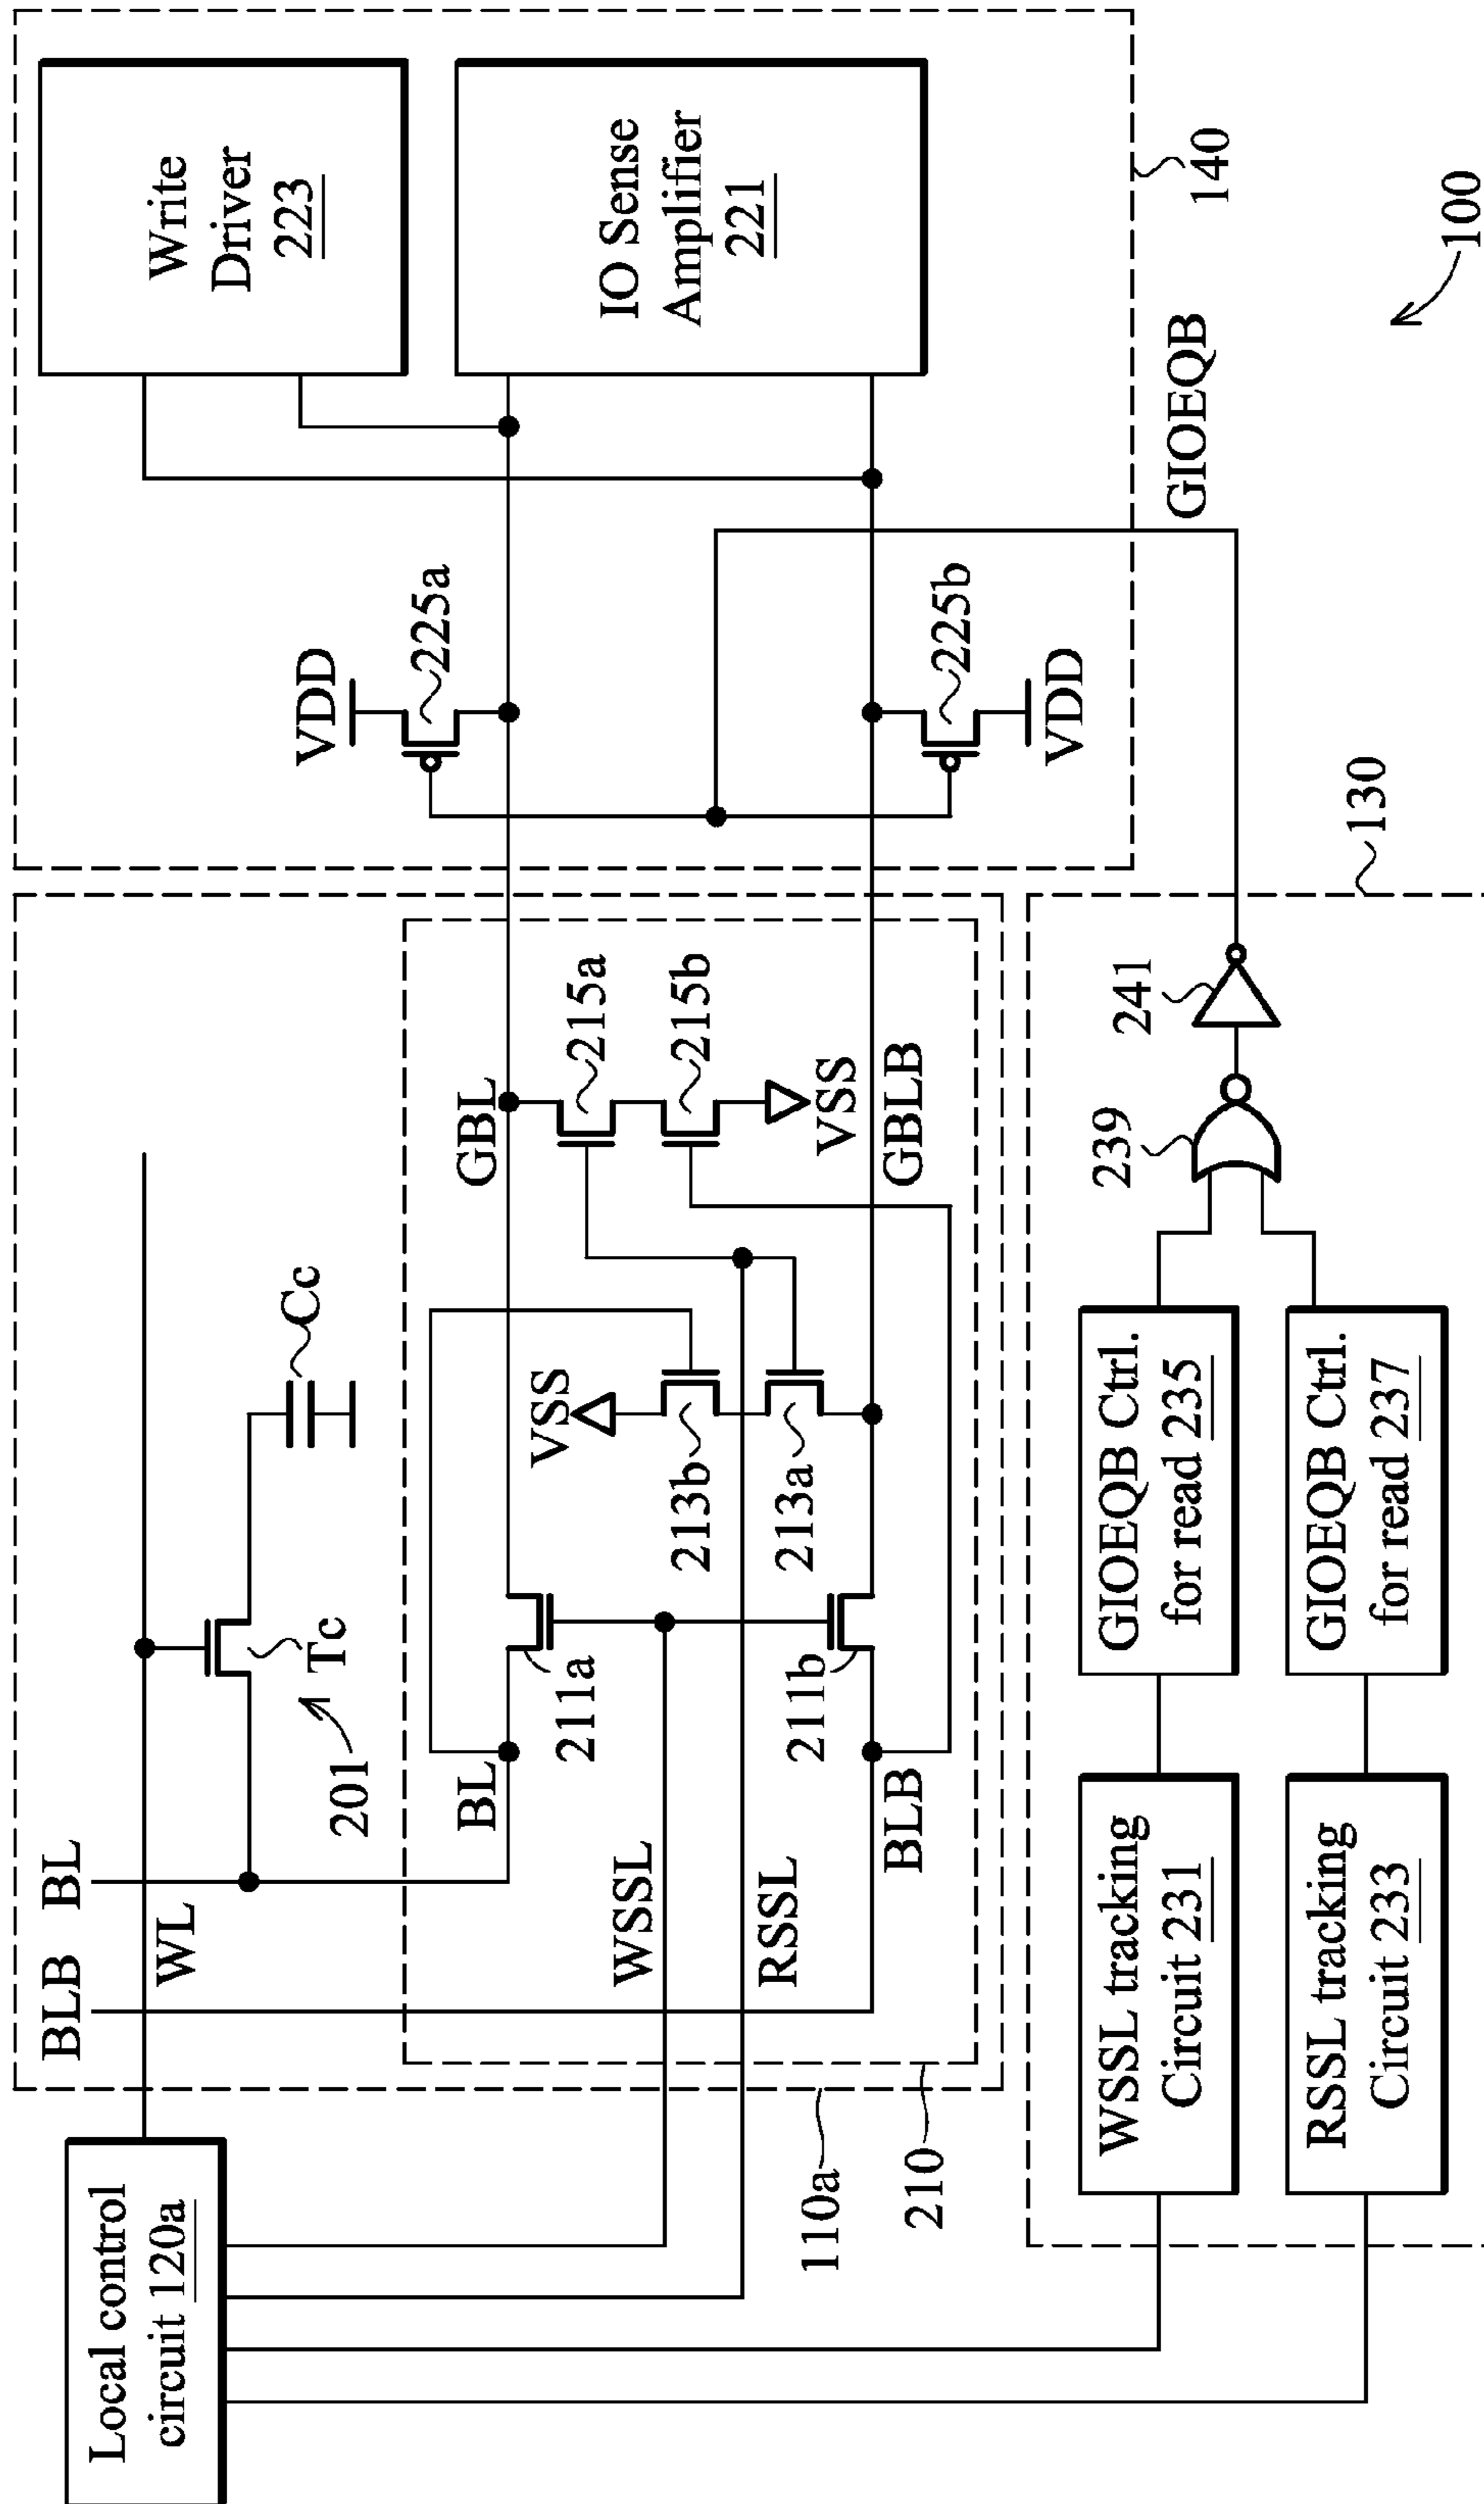 Local control
circuit 120a
BLB
BL
WL
201
Tc
Cc
BL
211a
WSSL
RSSL
BLB
211b
VSS
213b
213a
GBL
215a
215b
VSS
GBLB
110a
210
VDD
225a
225b
VDD
Write
Driver
223
IO Sense
Amplifier
221
140
GIOEQB
100
WSSL tracking
Circuit 231
GIOEQB Ctrl.
for read 235
RSSL tracking
Circuit 233
GIOEQB Ctrl.
for read 237
239
241
130